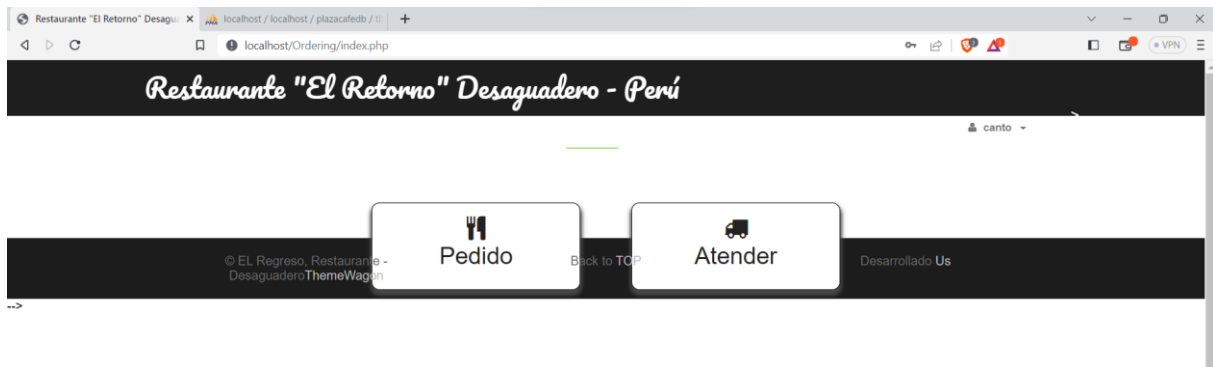 Restaurante "El Retorno" Desagu
localhost / localhost / plazacafedb / tl
localhost/Ordering/index.php
VPN
Restaurante "El Retorno" Desaguadero - Perú
>
canto
Pedido
Atender
© EL Regreso, Restaurante -
DesaguaderoThemeWagon
Back to TOP
Desarrollado Us
-->